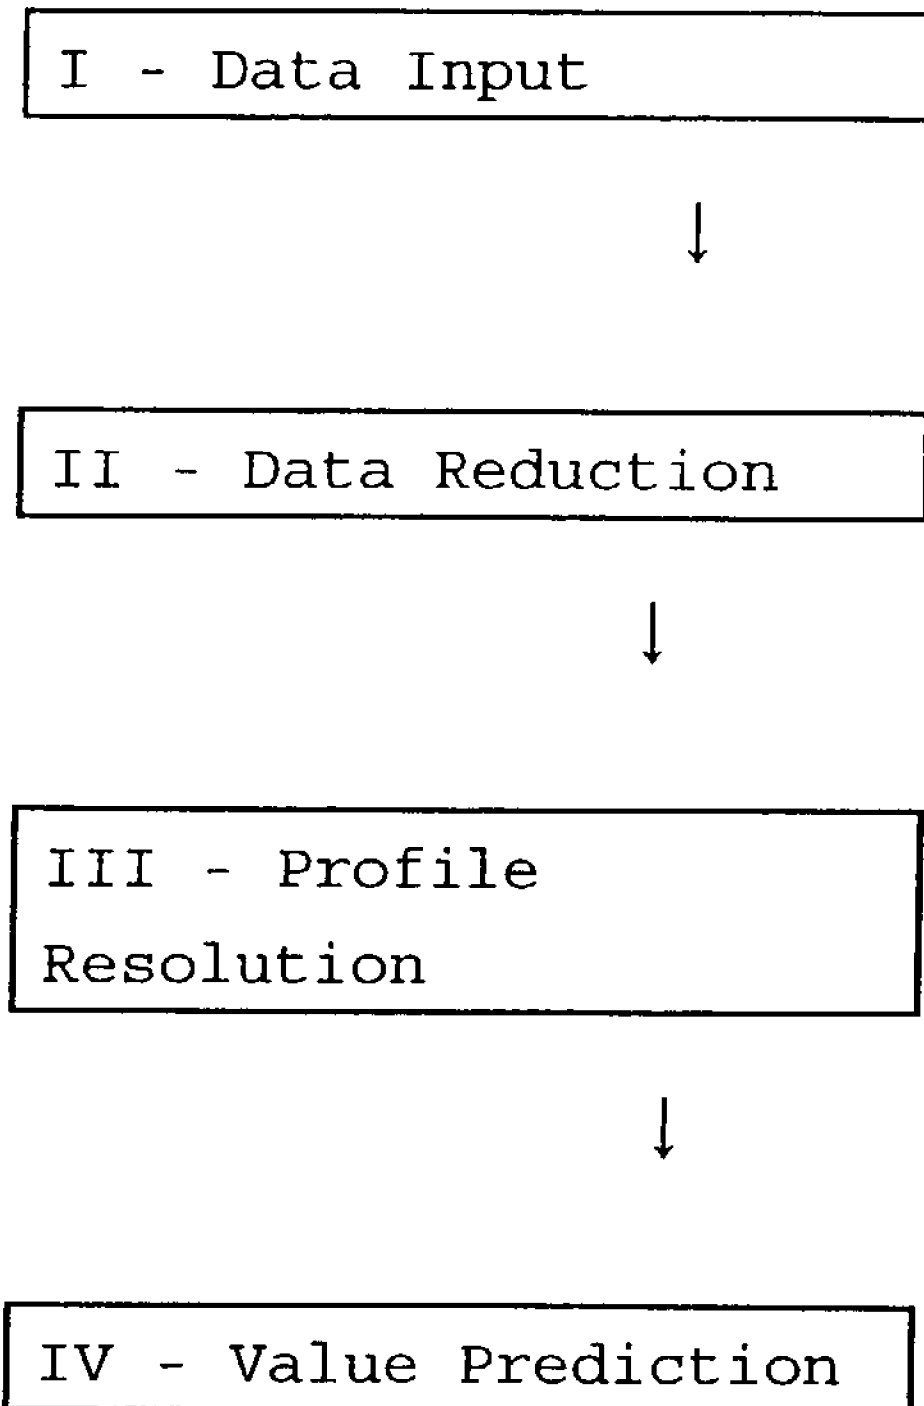 I - Data Input
II - Data Reduction
III - Profile
Resolution
IV - Value Prediction